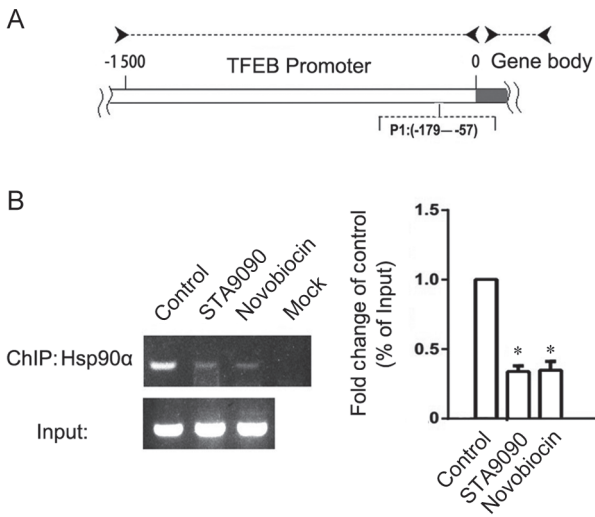 A
-1 500 TFEB Promoter 0 Gene body
P1:(-179— -57)
B
Control
STA9090
Novobiocin
Mock
ChIP: Hsp90α
Input:
Fold change of control
(% of Input)
1.5
1.0
0.5
0
* *
Control
STA9090
Novobiocin